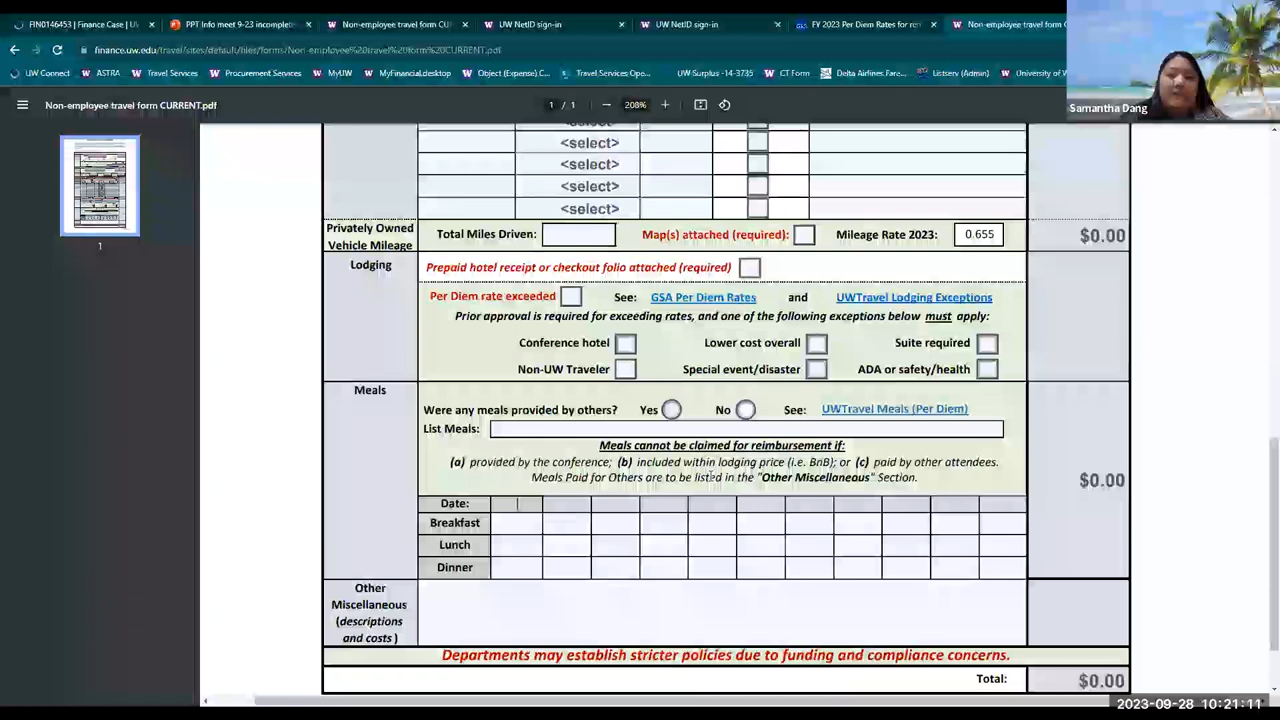 FIN0146453 | Finance Case | U
PPT Info meet 9-23 incomplet
Non-employee travel form CU
UW NetID sign-in
UW NetID sign-in
FY 2023 Per Diem Rates for
Non-employee travel form
finance.uw.edu/travel/sites/default/files/forms/Non-employee%20travel%20form%20CURRENT.pdf
UW Connect
ASTRA
Travel Services
Procurement Services
MyUW
MyFinancial.desktop
Object (Expense) C...
Travel Services Ope...
UW Surplus -14-3735
CT Form
Delta Airlines Fare...
Listserv (Admin)
University of W
Samantha Dang
Non-employee travel form CURRENT.pdf
1 / 1
208%
1
<select>
<select>
<select>
<select>
<select>
Privately Owned Vehicle Mileage
Total Miles Driven:
Map(s) attached (required):
Mileage Rate 2023:
0.655
$0.00
Lodging
Prepaid hotel receipt or checkout folio attached (required)
Per Diem rate exceeded
See: GSA Per Diem Rates and UWTravel Lodging Exceptions
Prior approval is required for exceeding rates, and one of the following exceptions below must apply:
Conference hotel
Lower cost overall
Suite required
Non-UW Traveler
Special event/disaster
ADA or safety/health
Meals
Were any meals provided by others? Yes No See: UWTravel Meals (Per Diem)
List Meals:
Meals cannot be claimed for reimbursement if:
(a) provided by the conference; (b) included within lodging price (i.e. BnB); or (c) paid by other attendees.
Meals Paid for Others are to be listed in the "Other Miscellaneous" Section.
$0.00
Date:
Breakfast
Lunch
Dinner
Other
Miscellaneous
(descriptions
and costs)
Departments may establish stricter policies due to funding and compliance concerns.
Total:
$0.00
2023-09-28 10:21:11